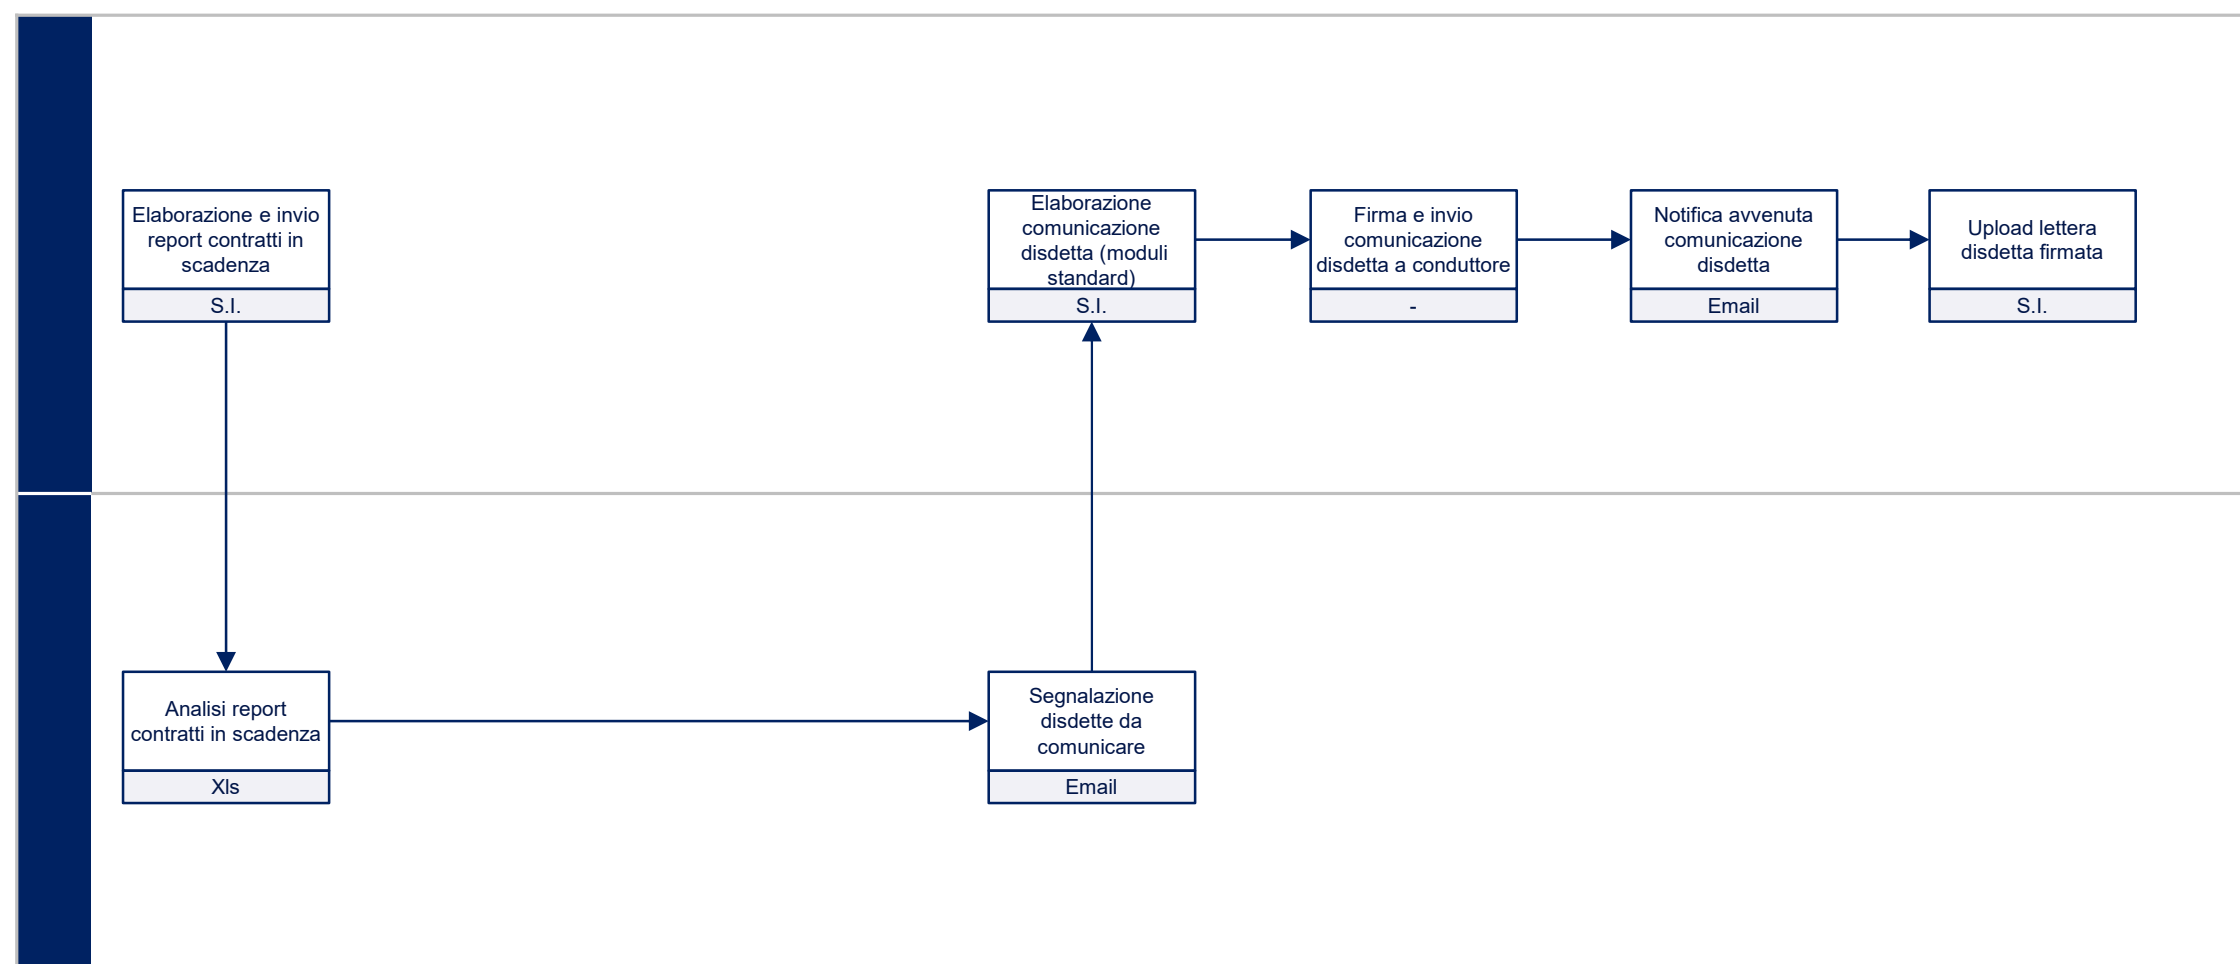 Elaborazione e invio
report contratti in
scadenza
S.I.
Elaborazione
comunicazione
disdetta (moduli
standard)
S.I.
Firma e invio
comunicazione
disdetta a conduttore
-
Notifica avvenuta
comunicazione
disdetta
Email
Upload lettera
disdetta firmata
S.I.
Analisi report
contratti in scadenza
Xls
Segnalazione
disdette da
comunicare
Email